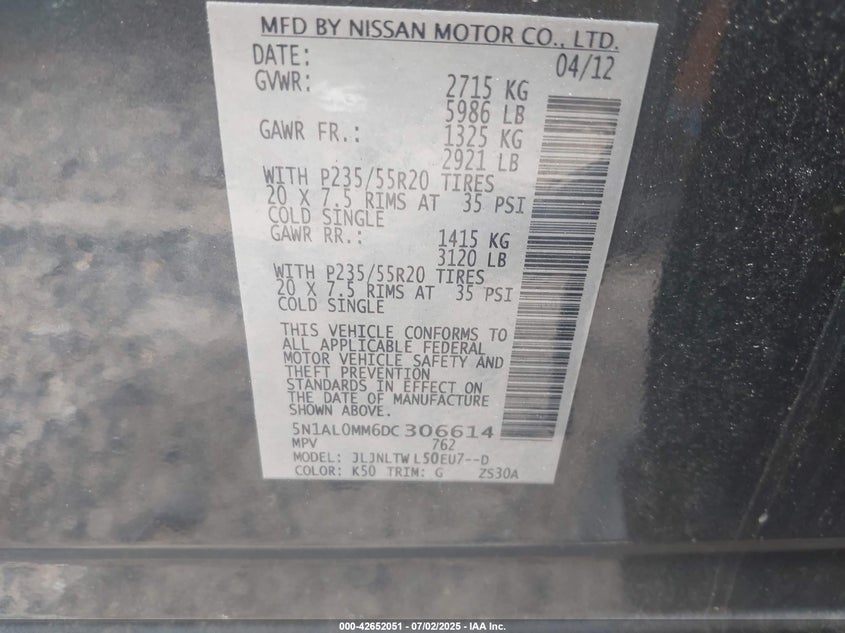 MFD BY NISSAN MOTOR CO., LTD.
DATE: 04/12
GVWR: 2715 KG
5986 LB
GAWR FR.: 1325 KG
2921 LB
WITH P235/55R20 TIRES
20 X 7.5 RIMS AT 35 PSI
COLD SINGLE
GAWR RR.: 1415 KG
3120 LB
WITH P235/55R20 TIRES
20 X 7.5 RIMS AT 35 PSI
COLD SINGLE
THIS VEHICLE CONFORMS TO
ALL APPLICABLE FEDERAL
MOTOR VEHICLE SAFETY AND
THEFT PREVENTION
STANDARDS IN EFFECT ON
THE DATE OF MANUFACTURE
SHOWN ABOVE.
5N1AL0MM6DC306614
MPV 762
MODEL: JLJNLTWL50EU7--D
COLOR: K50 TRIM: G ZS30A
000-42652051 - 07/02/2025 - IAA Inc.